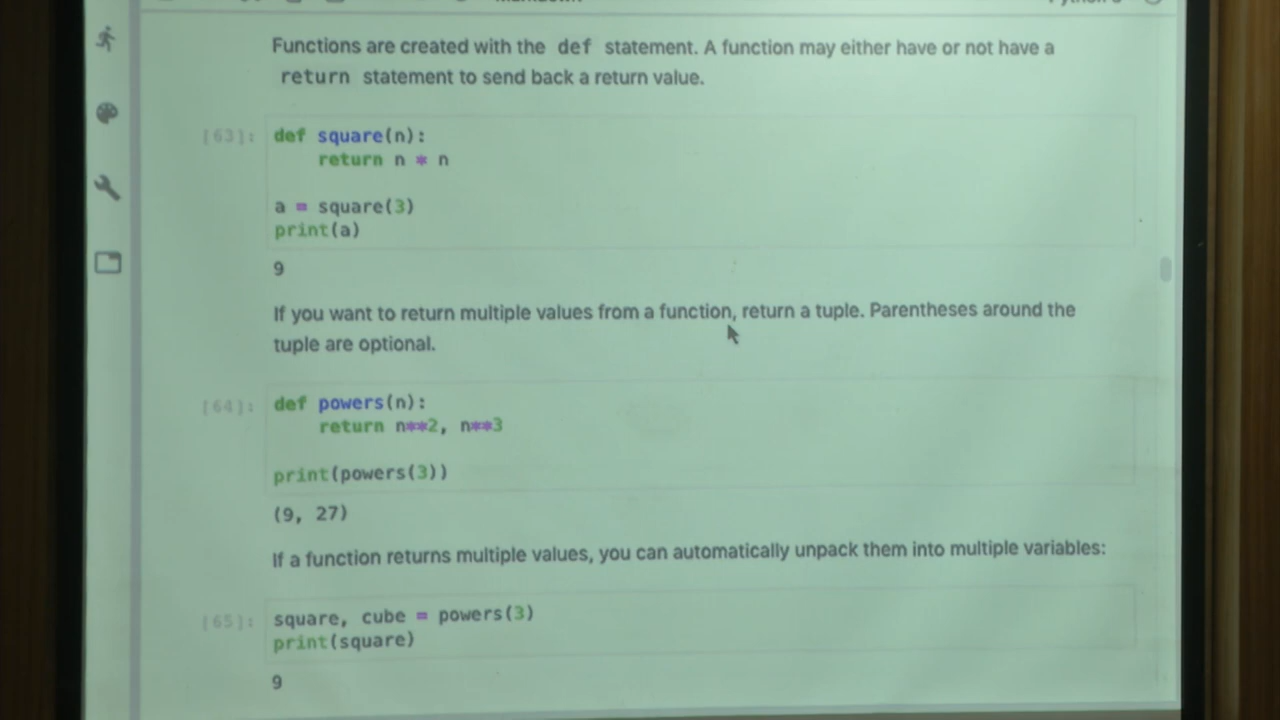 Functions are created with the def statement. A function may either have or not have a
return statement to send back a return value.
[63]: def square(n):
return n * n
a = square(3)
print(a)
9
If you want to return multiple values from a function, return a tuple. Parentheses around the
tuple are optional.
[64]: def powers(n):
return n**2, n**3
print(powers(3))
(9, 27)
If a function returns multiple values, you can automatically unpack them into multiple variables:
[65]: square, cube = powers(3)
print(square)
9